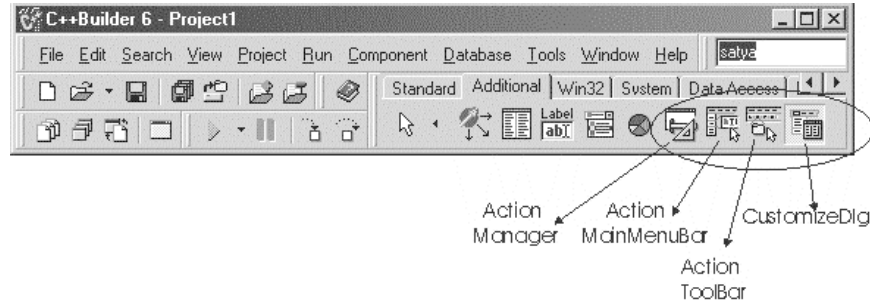 C++Builder 6 - Project1
File Edit Search View Project Run Component Database Tools Window Help
satya
Standard Additional Win32 System Data Access
Label
abI
Action
Manager
Action
MainMenuBar
Action
ToolBar
CustomizeDlg